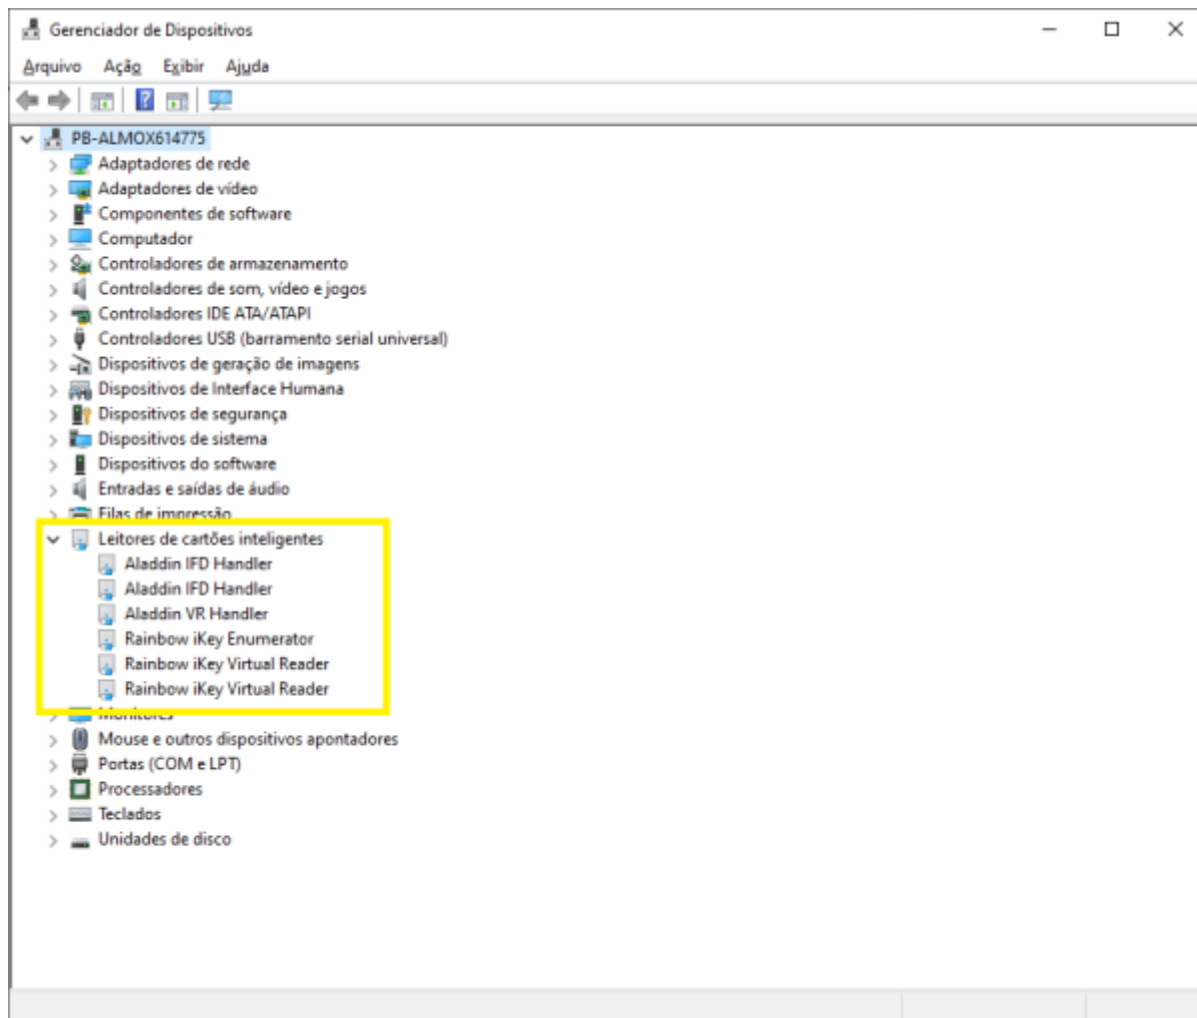 Gerenciador de Dispositivos
Arquivo Ação Exibir Ajuda
PB-ALMOX614775
Adaptadores de rede
Adaptadores de vídeo
Componentes de software
Computador
Controladores de armazenamento
Controladores de som, vídeo e jogos
Controladores IDE ATA/ATAPI
Controladores USB (barramento serial universal)
Dispositivos de geração de imagens
Dispositivos de Interface Humana
Dispositivos de segurança
Dispositivos de sistema
Dispositivos do software
Entradas e saídas de áudio
Filas de impressão
Leitores de cartões inteligentes
Aladdin IFD Handler
Aladdin IFD Handler
Aladdin VR Handler
Rainbow iKey Enumerator
Rainbow iKey Virtual Reader
Rainbow iKey Virtual Reader
Monitores
Mouse e outros dispositivos apontadores
Portas (COM e LPT)
Processadores
Teclados
Unidades de disco